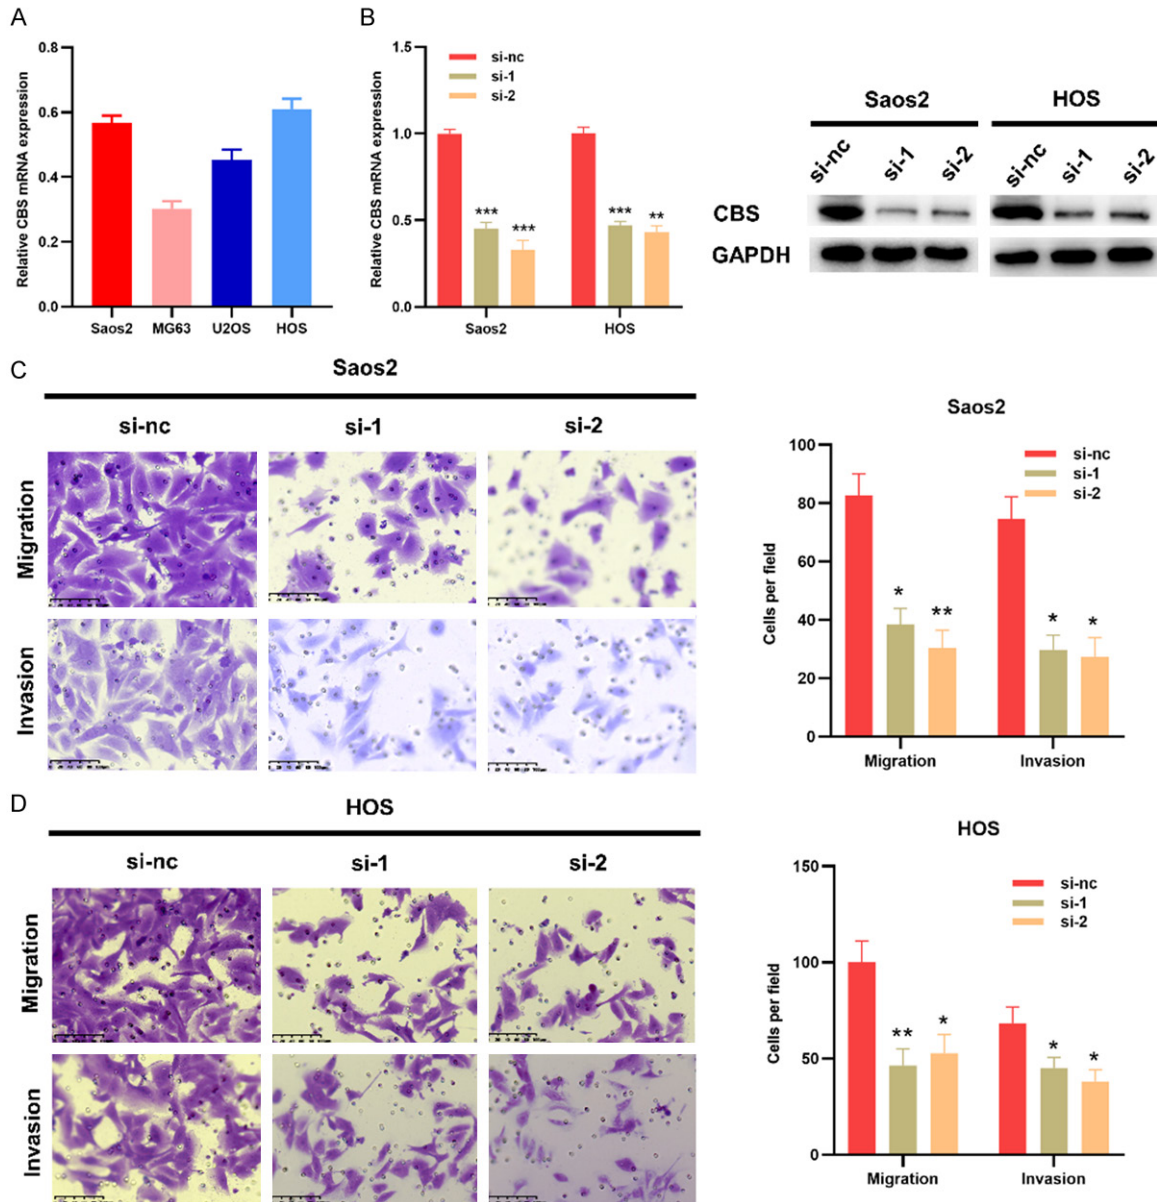 A
Relative CBS mRNA expression
0.8
0.6
0.4
0.2
0.0
Saos2 MG63 U2OS HOS
B
Relative CBS mRNA expression
1.5
1.0
0.5
0.0
si-nc
si-1
si-2
*** ***
*** **
Saos2 HOS
Saos2 HOS
si-nc si-1 si-2 si-nc si-1 si-2
CBS
GAPDH
C
Saos2
si-nc si-1 si-2
Migration
Invasion
Saos2
Cells per field
100
80
60
40
20
0
si-nc
si-1
si-2
* **
* *
Migration Invasion
D
HOS
si-nc si-1 si-2
Migration
Invasion
HOS
Cells per field
150
100
50
0
si-nc
si-1
si-2
** *
* *
Migration Invasion